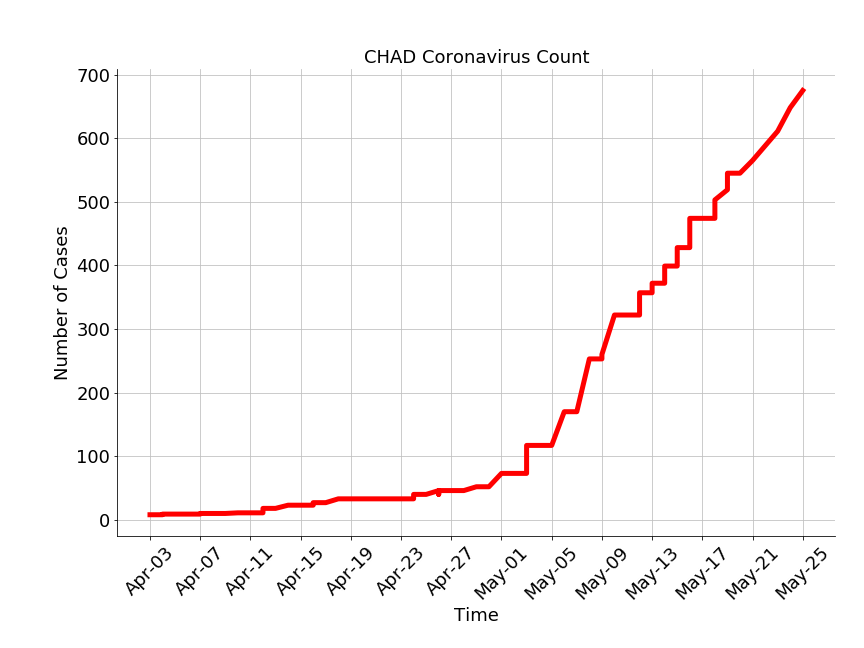 CHAD Coronavirus Count
700
600
500
400
300
200
100
0
Number of Cases
Apr-03
Apr-07
Apr-11
Apr-15
Apr-19
Apr-23
Apr-27
May-01
May-05
May-09
May-13
May-17
May-21
May-25
Time